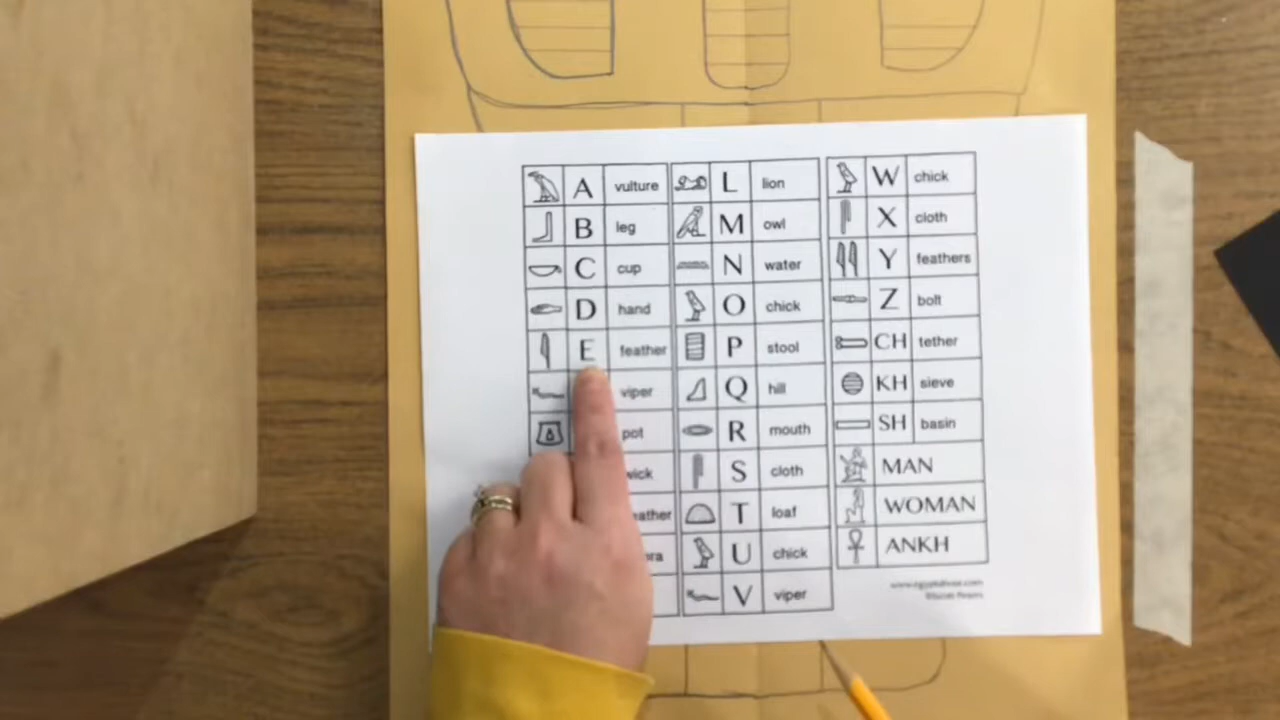 A vulture
B leg
C cup
D hand
E feather
viper
pot
L lion
M owl
N water
O chick
P stool
Q hill
R mouth
S cloth
T loaf
U chick
V viper
W chick
X cloth
Y feathers
Z bolt
CH tether
KH sieve
SH basin
MAN
WOMAN
ANKH